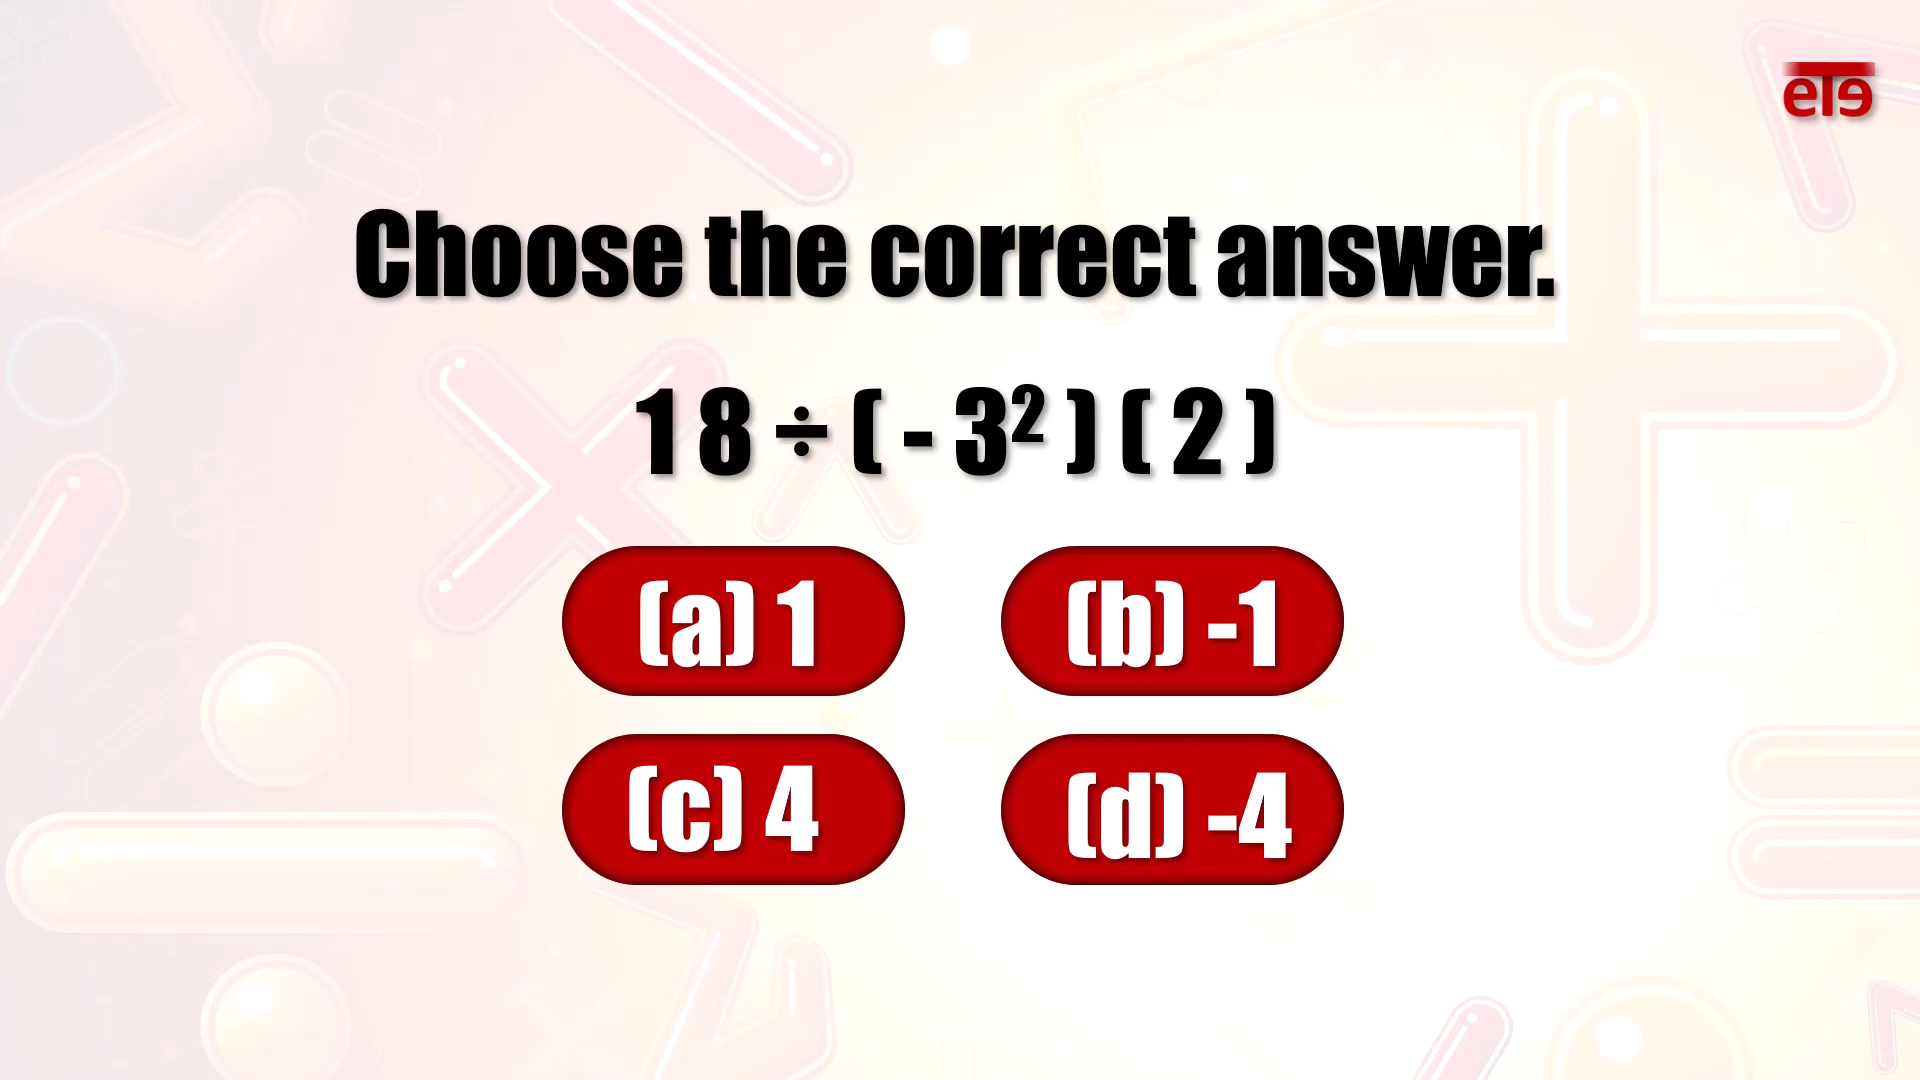 eTe
Choose the correct answer.
18 ÷ ( - 3² ) ( 2 )
(a) 1
(b) -1
(c) 4
(d) -4